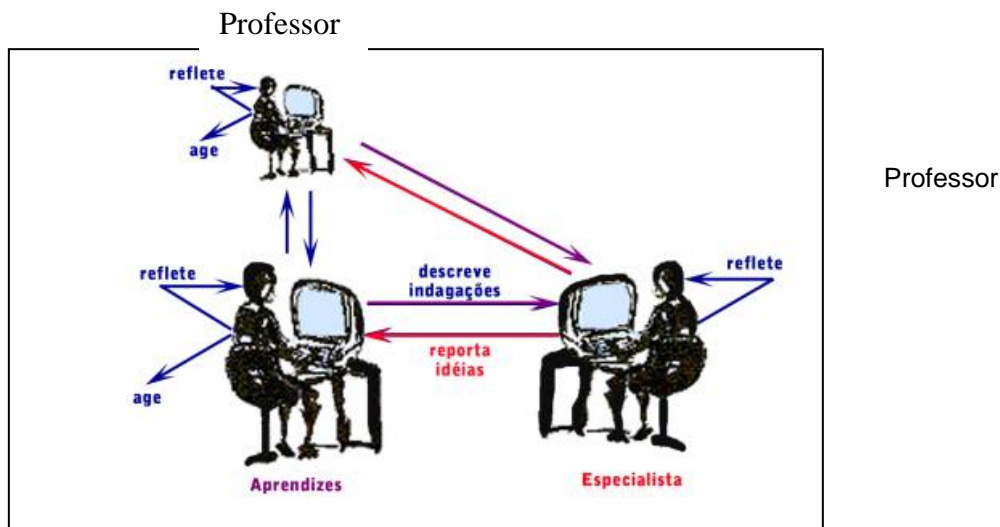 Professor
reflete
age
Professor
reflete
age
descreve
indagações
reporta
idéias
reflete
Aprendizes
Especialista